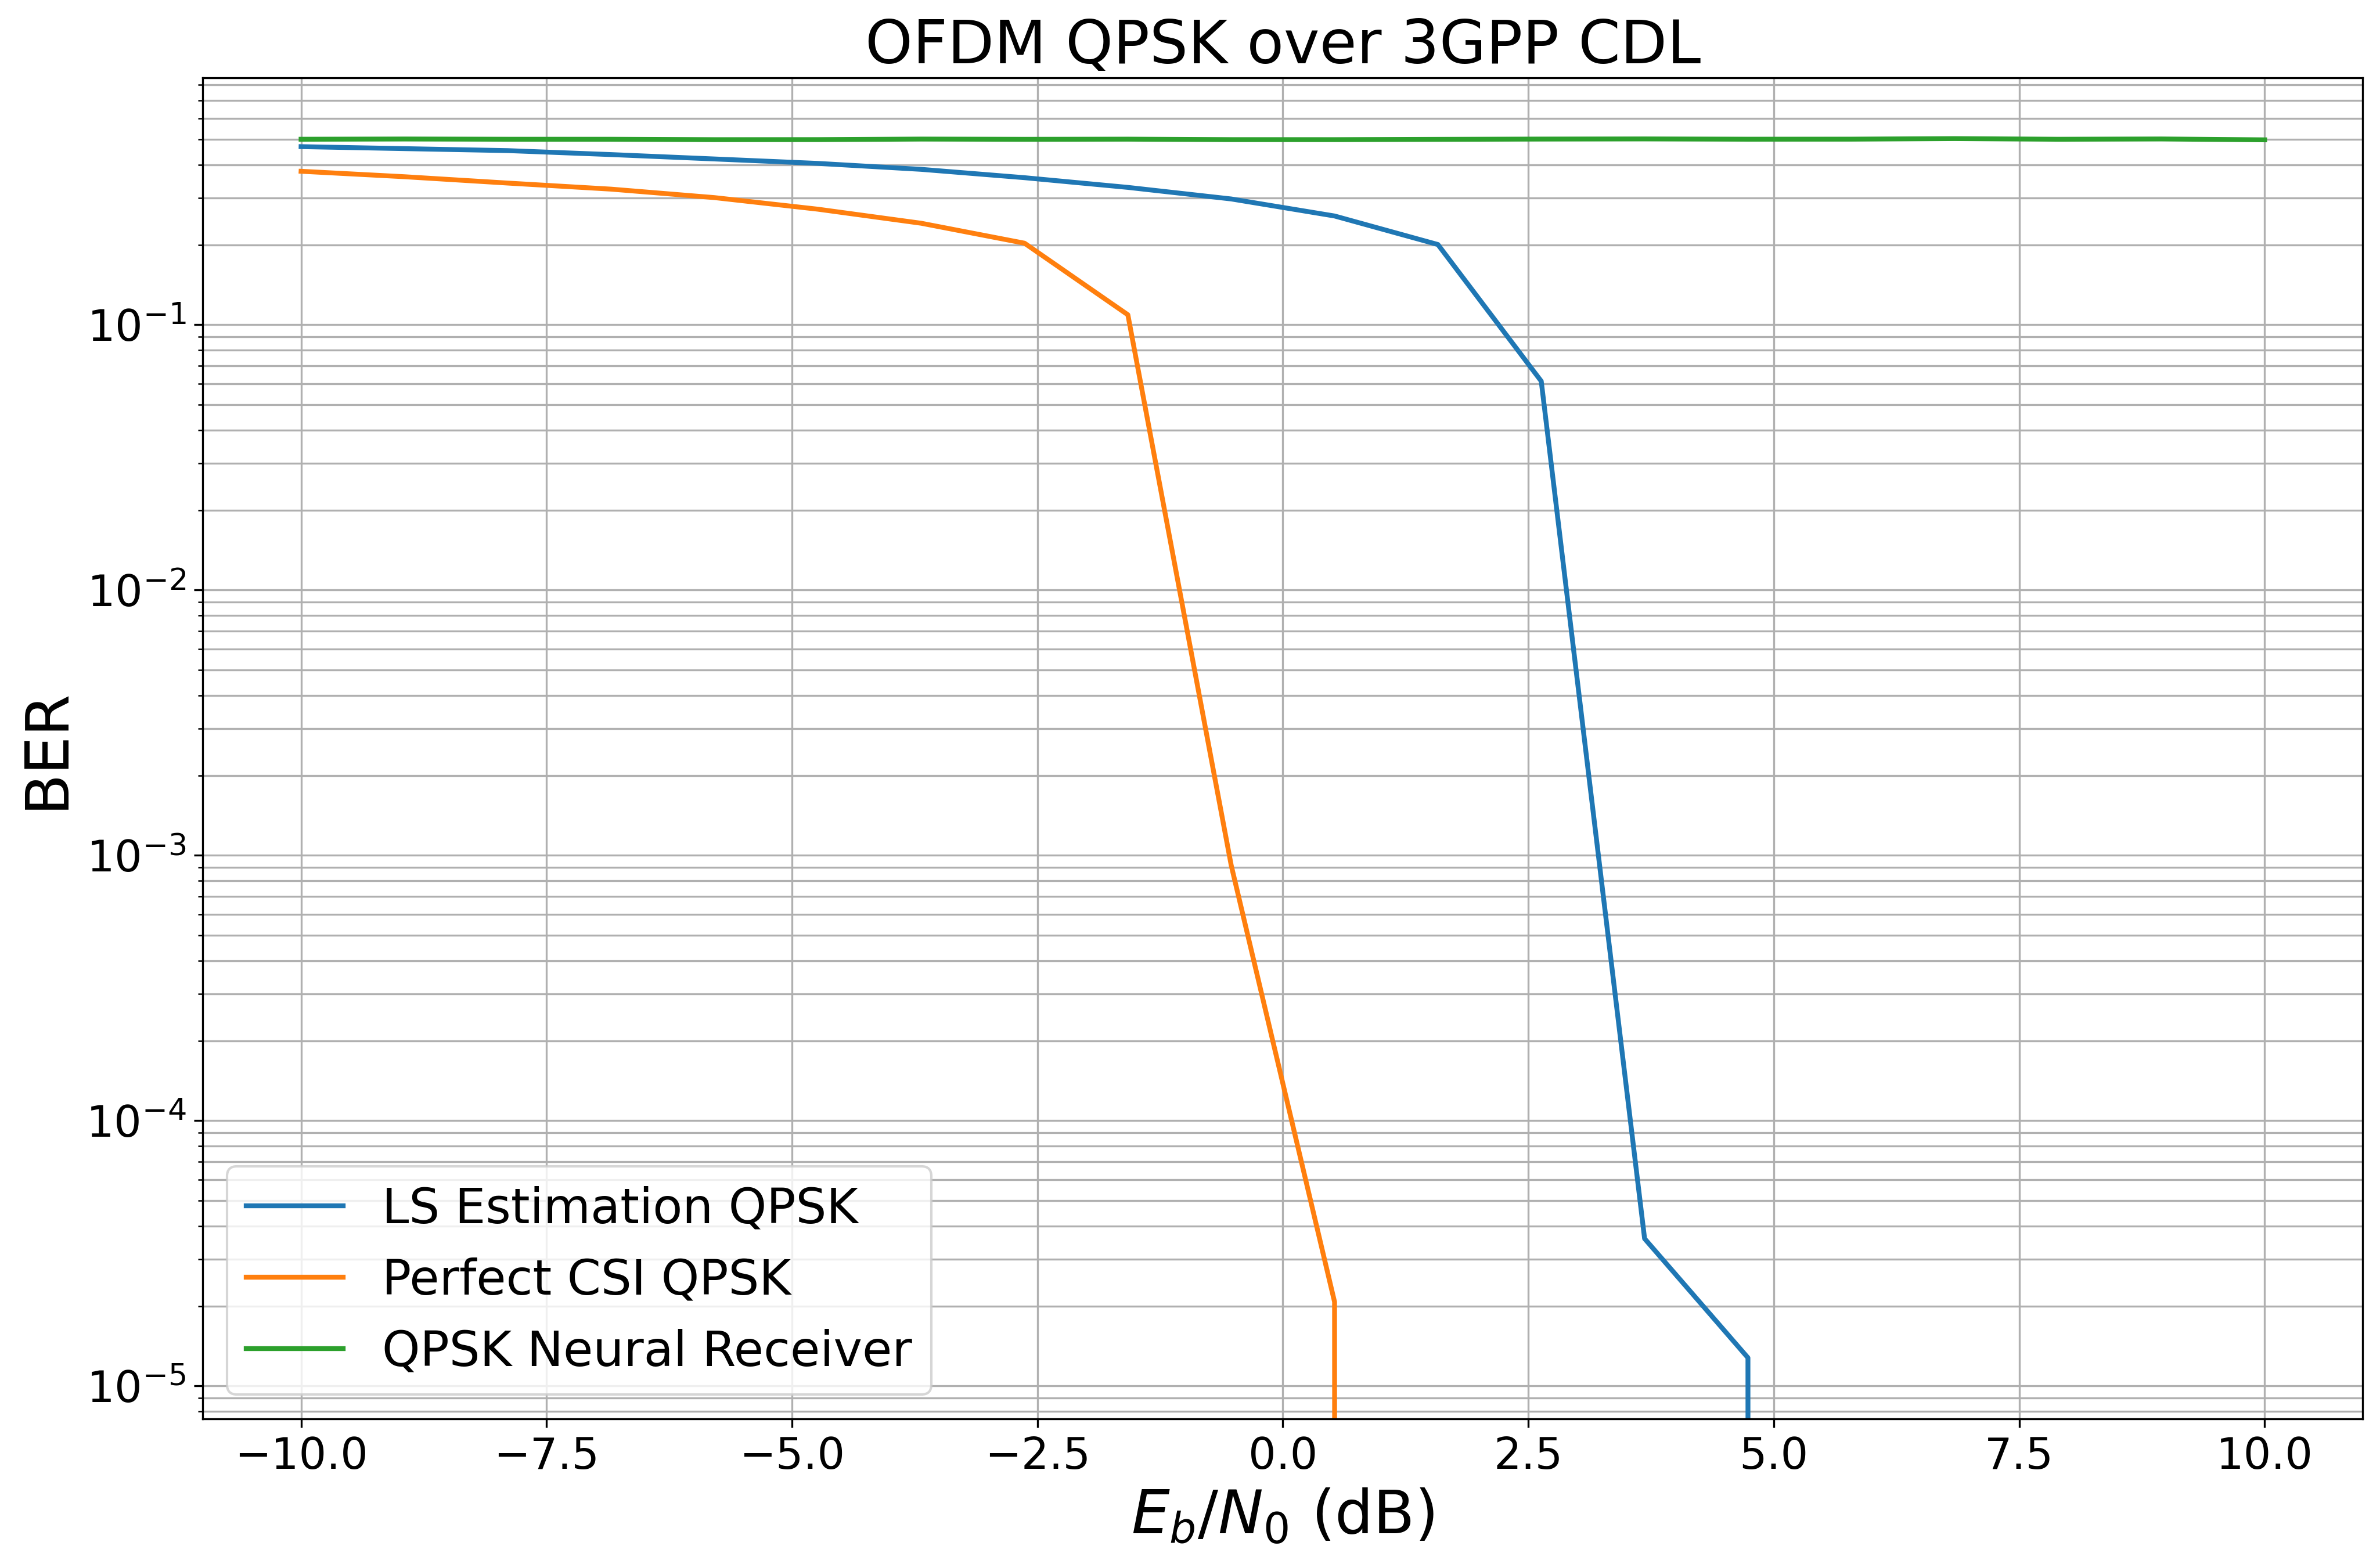 OFDM QPSK over 3GPP CDL
BER
10⁻¹
10⁻²
10⁻³
10⁻⁴
10⁻⁵
LS Estimation QPSK
Perfect CSI QPSK
QPSK Neural Receiver
−10.0 −7.5 −5.0 −2.5 0.0 2.5 5.0 7.5 10.0
E_b/N_0 (dB)